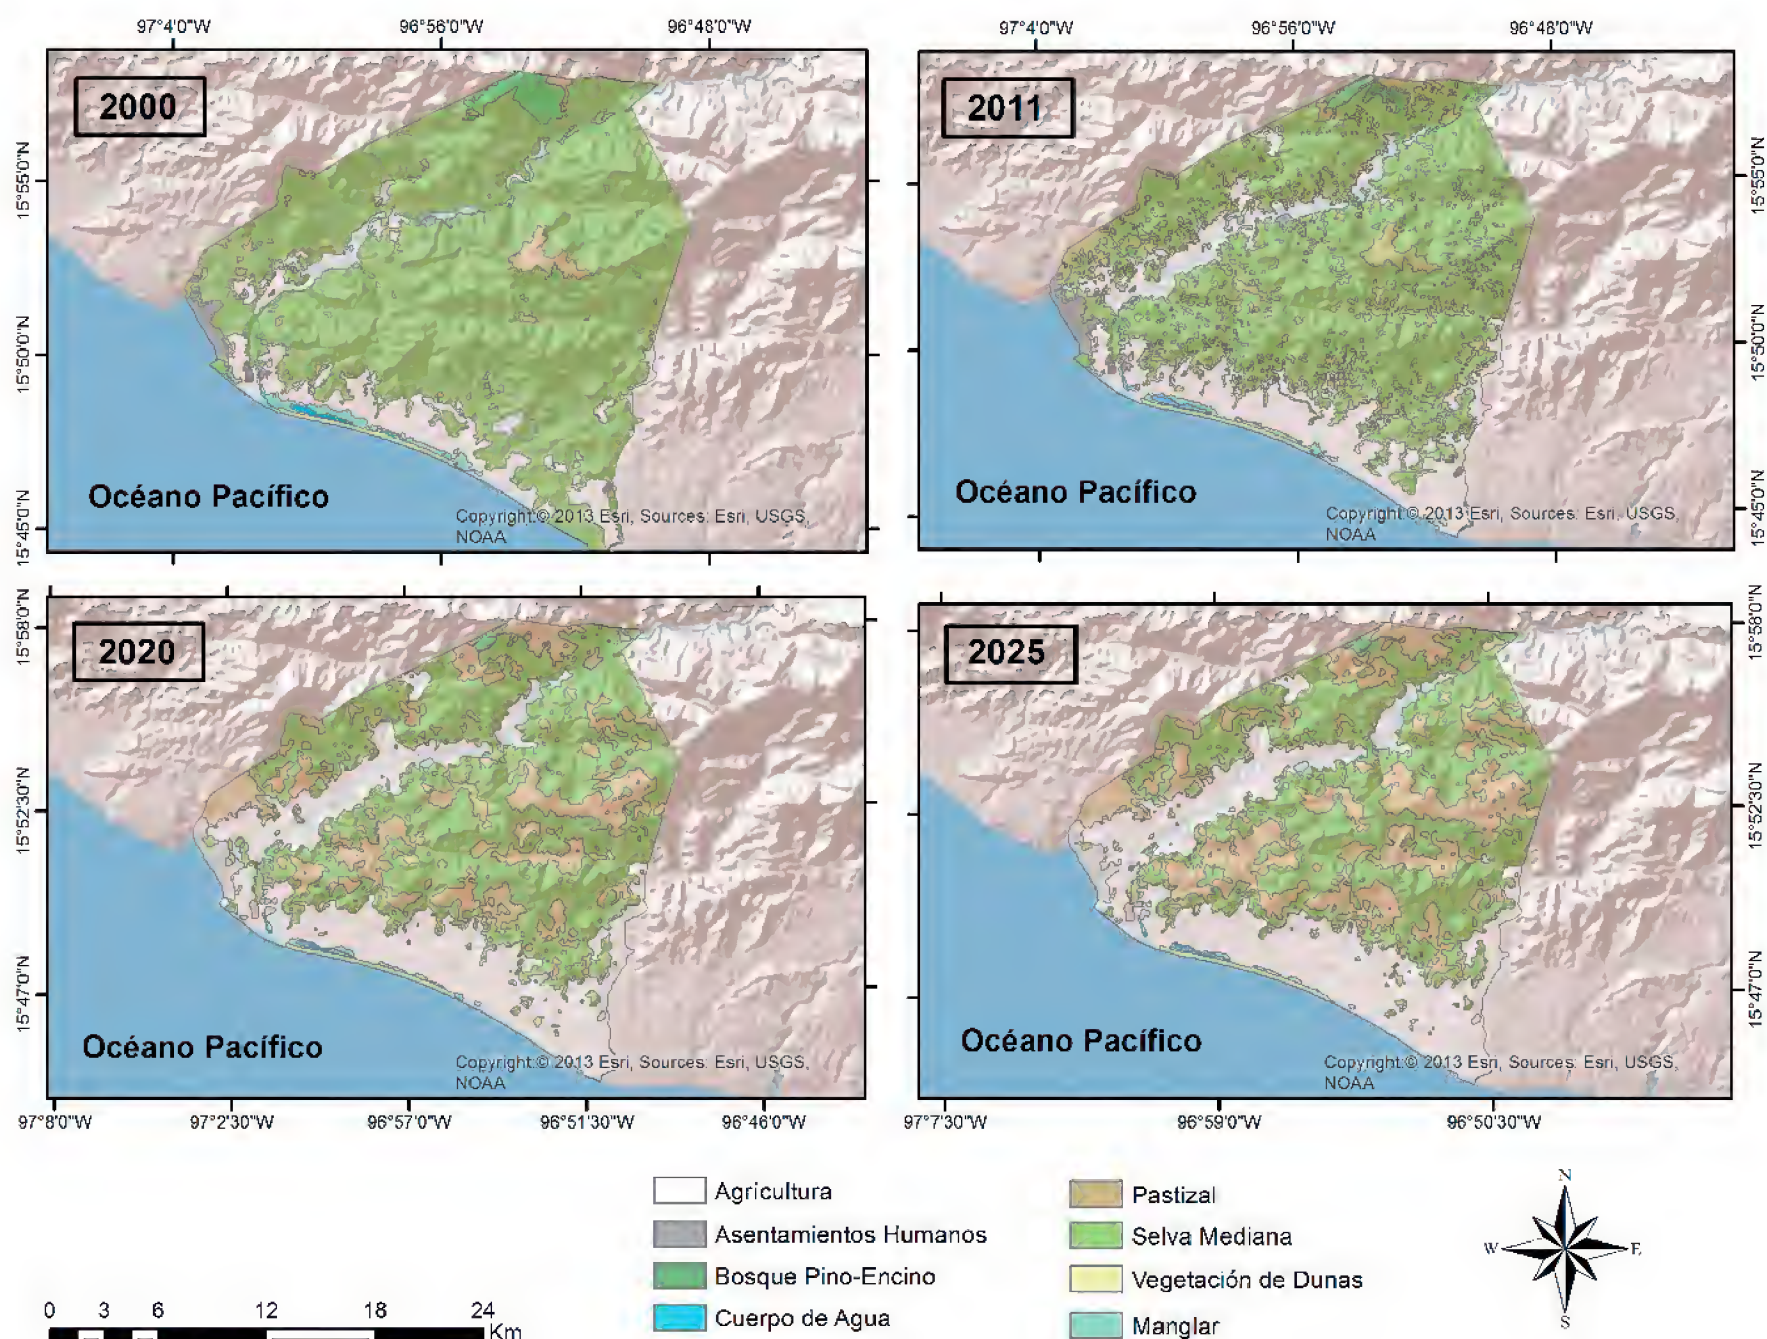 97°4'0"W 96°56'0"W 96°48'0"W
97°4'0"W 96°56'0"W 96°48'0"W
2000
2011
15°55'0"N
15°50'0"N
15°45'0"N
15°55'0"N
15°50'0"N
15°45'0"N
Océano Pacífico
Copyright:© 2013 Esri, Sources: Esri, USGS,
NOAA
Océano Pacífico
Copyright:© 2013 Esri, Sources: Esri, USGS,
NOAA
2020
2025
15°58'0"N
15°52'30"N
15°47'0"N
15°58'0"N
15°52'30"N
15°47'0"N
Océano Pacífico
Copyright:© 2013 Esri, Sources: Esri, USGS,
NOAA
Océano Pacífico
Copyright:© 2013 Esri, Sources: Esri, USGS,
NOAA
97°8'0"W 97°2'30"W 96°57'0"W 96°51'30"W 96°46'0"W
97°7'30"W 96°59'0"W 96°50'30"W
Agricultura
Asentamientos Humanos
Bosque Pino-Encino
Cuerpo de Agua
Pastizal
Selva Mediana
Vegetación de Dunas
Manglar
N
W E
S
0 3 6 12 18 24
Km